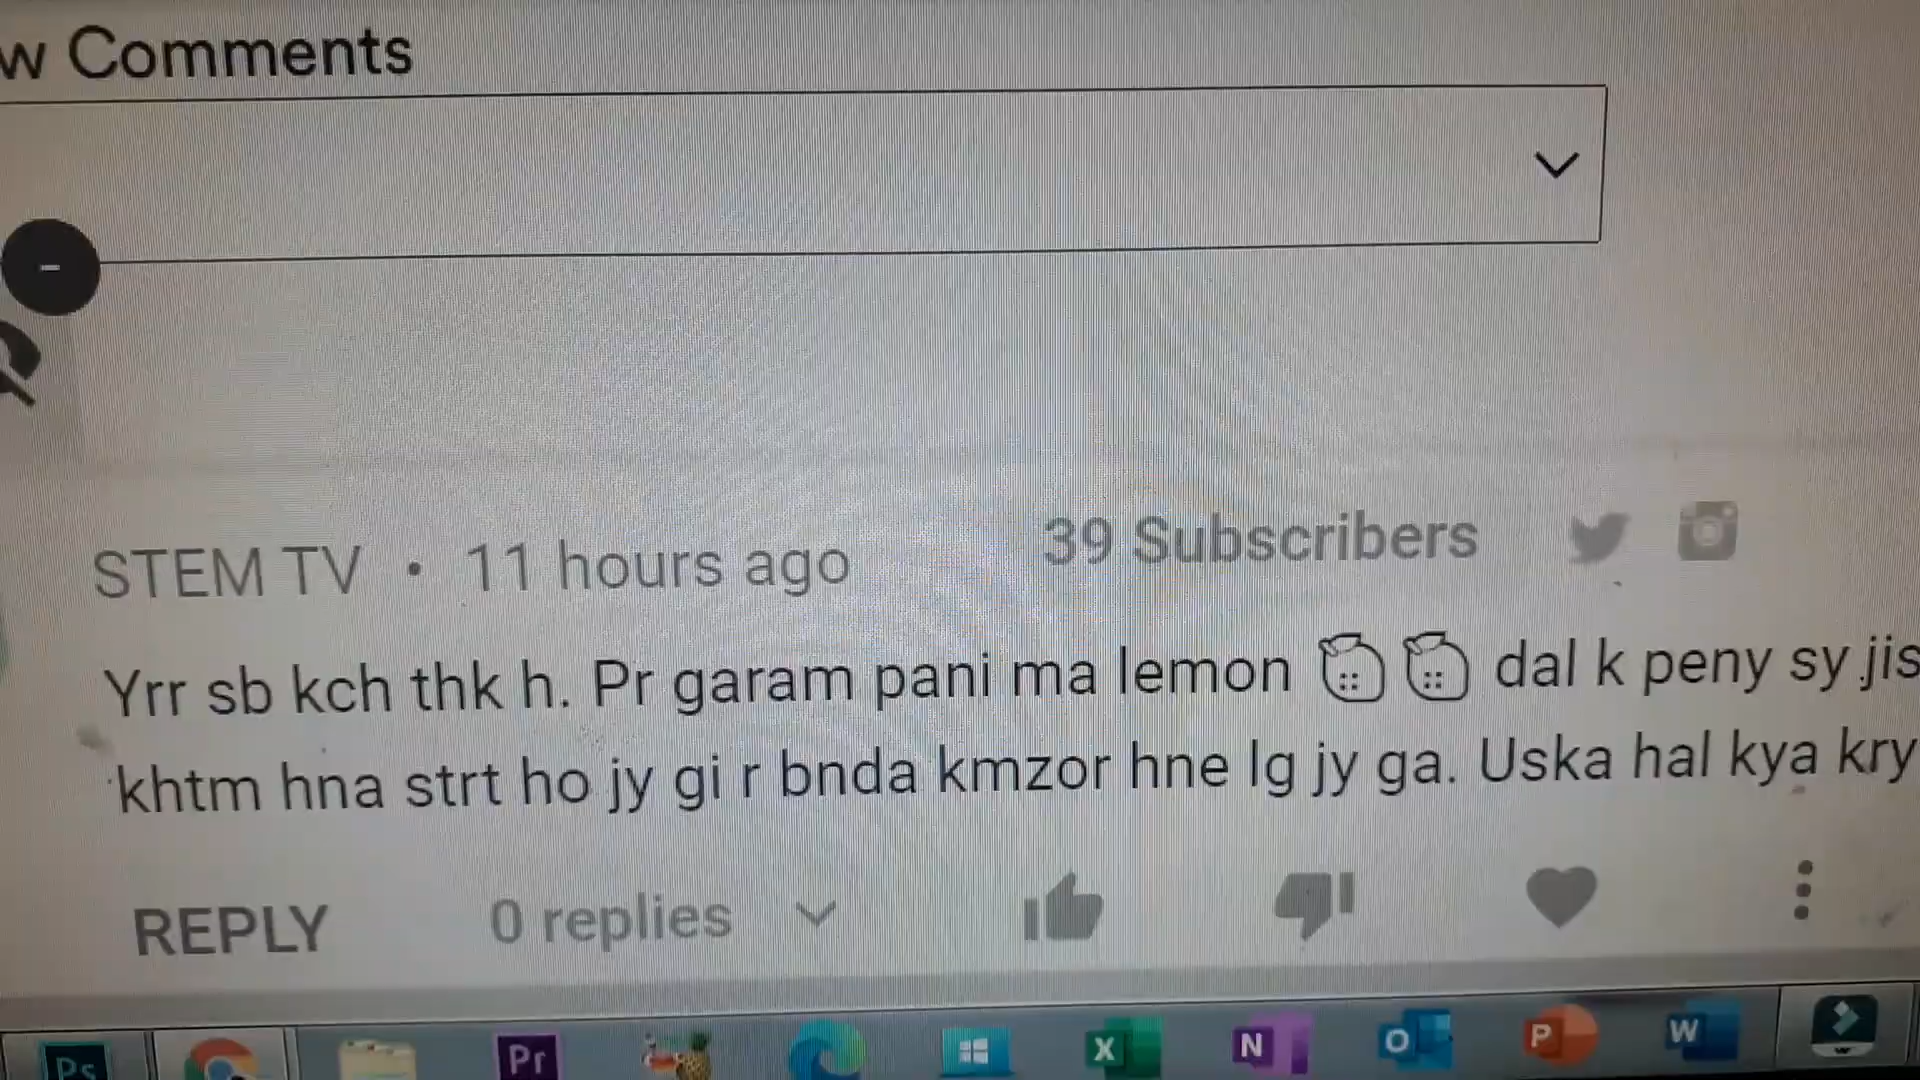 w Comments
STEM TV • 11 hours ago 39 Subscribers
Yrr sb kch thk h. Pr garam pani ma lemon 🍋🍋 dal k peny sy jis
khtm hna strt ho jy gi r bnda kmzor hne lg jy ga. Uska hal kya kry
REPLY 0 replies
Ps Pr X N O P W